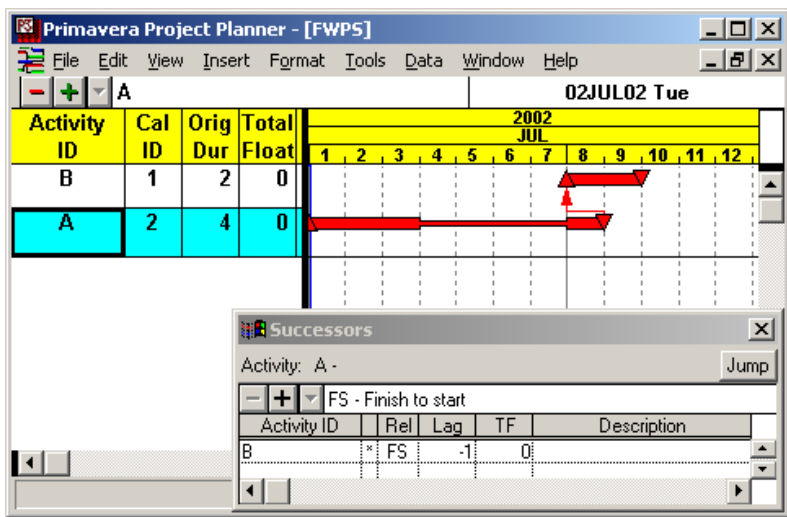 Primavera Project Planner - [FWPS]
File Edit View Insert Format Tools Data Window Help
A 02JUL02 Tue
Activity ID Cal ID Orig Dur Total Float
2002
JUL
1 2 3 4 5 6 7 8 9 10 11 12
B 1 2 0
A 2 4 0
Successors
Activity: A - Jump
FS - Finish to start
Activity ID Rel Lag TF Description
B * FS -1 0